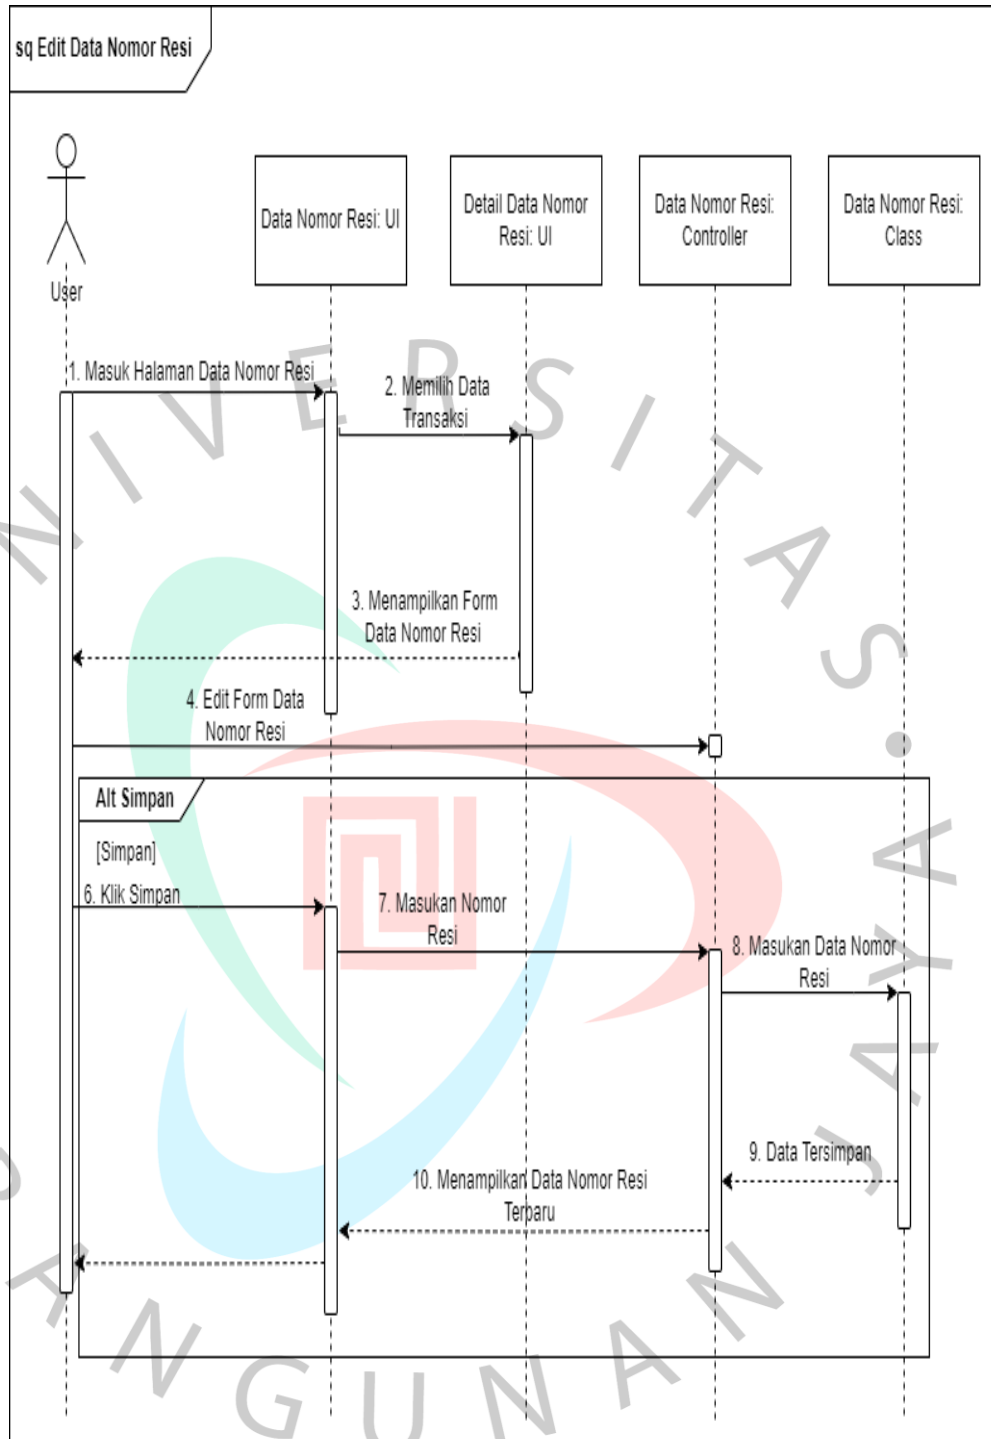 sq Edit Data Nomor Resi
User
Data Nomor Resi: UI
Detail Data Nomor
Resi: UI
Data Nomor Resi:
Controller
Data Nomor Resi:
Class
1. Masuk Halaman Data Nomor Resi
2. Memilih Data
Transaksi
3. Menampilkan Form
Data Nomor Resi
4. Edit Form Data
Nomor Resi
Alt Simpan
[Simpan]
6. Klik Simpan
7. Masukan Nomor
Resi
8. Masukan Data Nomor
Resi
9. Data Tersimpan
10. Menampilkan Data Nomor Resi
Terbaru
NIVERSITAS
JAYA
ANGUNAN